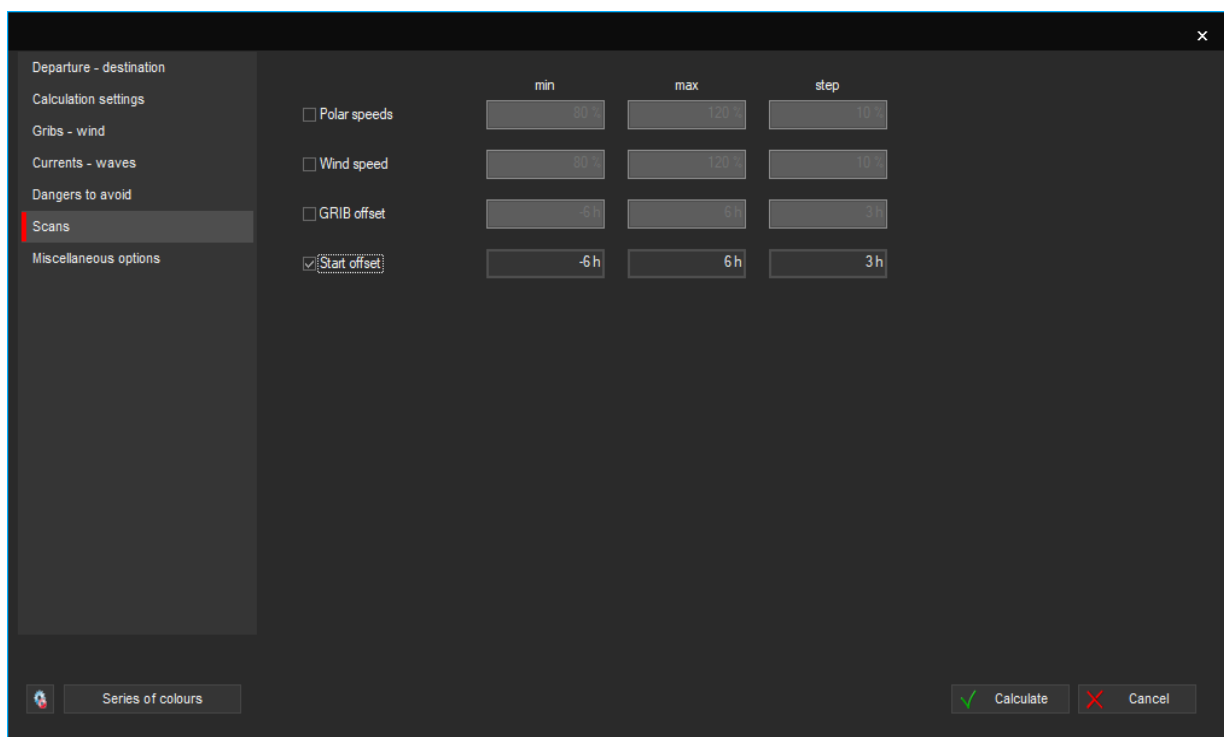 Departure - destination
Calculation settings
Gribs - wind
Currents - waves
Dangers to avoid
Scans
Miscellaneous options
min max step
Polar speeds 80 % 120 % 10 %
Wind speed 80 % 120 % 10 %
GRIB offset -6 h 6 h 3 h
Start offset -6 h 6 h 3 h
Series of colours
Calculate Cancel